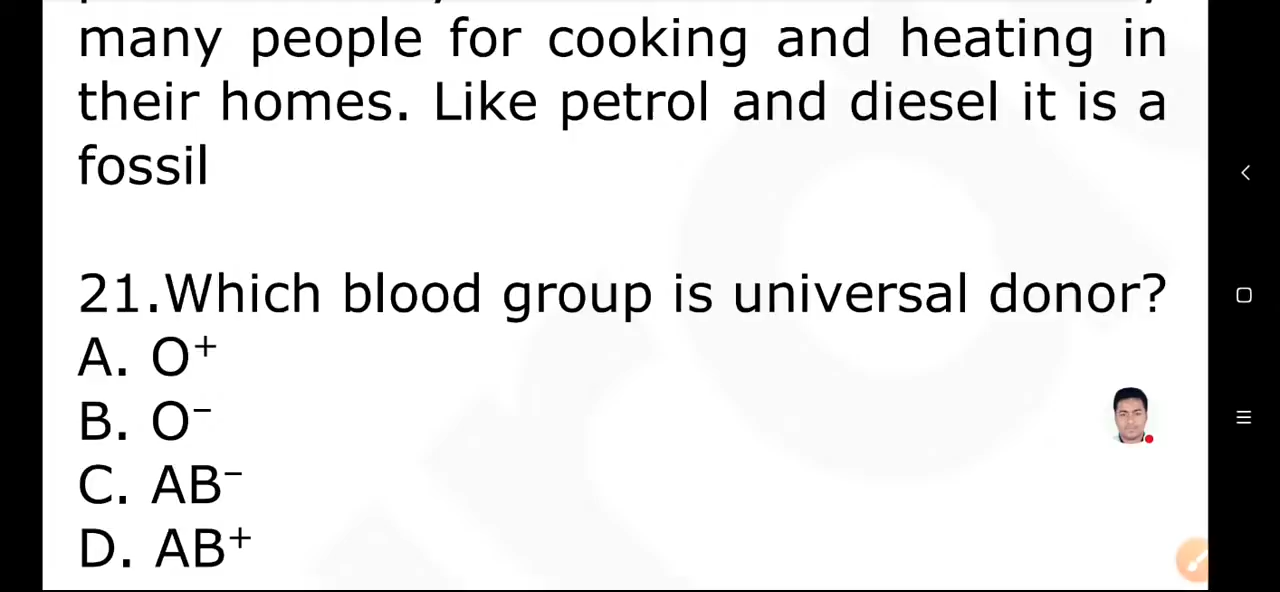 many people for cooking and heating in
their homes. Like petrol and diesel it is a
fossil
21.Which blood group is universal donor?
A. O⁺
B. O⁻
C. AB⁻
D. AB⁺